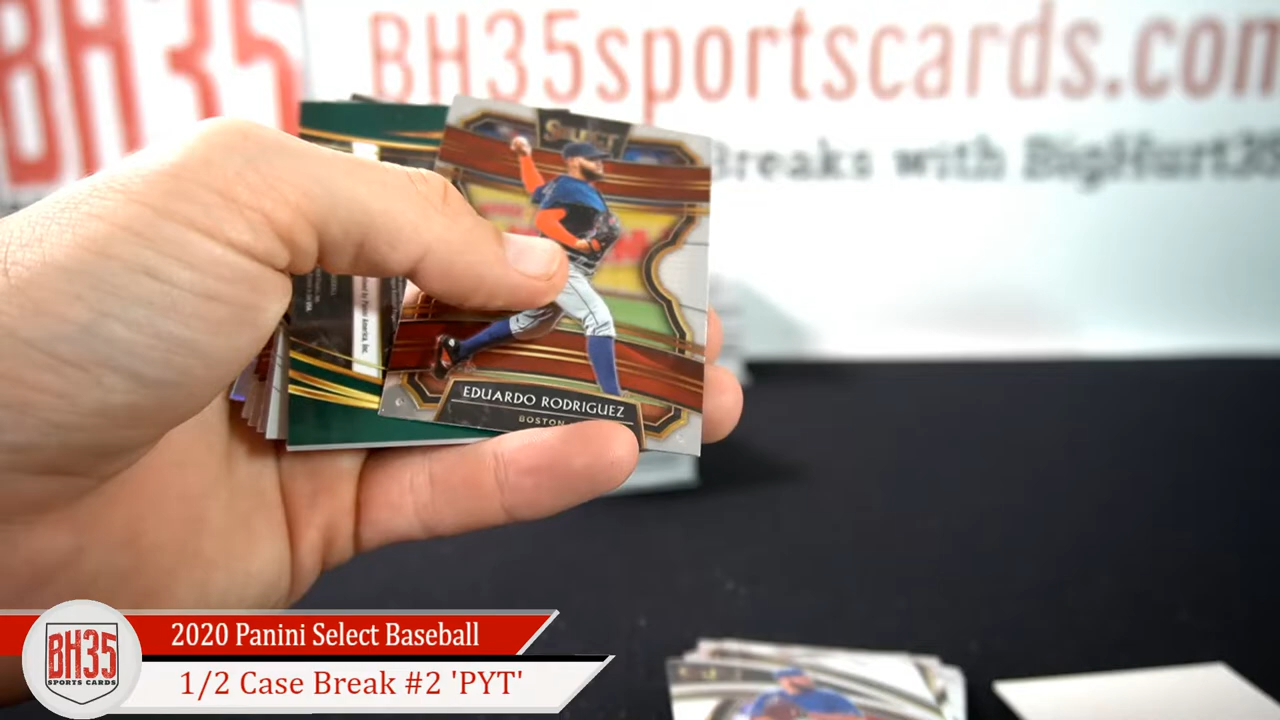 BH35
BH35sportscards.com
Breaks with BigHurt35
SELECT
EDUARDO RODRIGUEZ
BOSTON
BH35
SPORTS CARDS
2020 Panini Select Baseball
1/2 Case Break #2 'PYT'